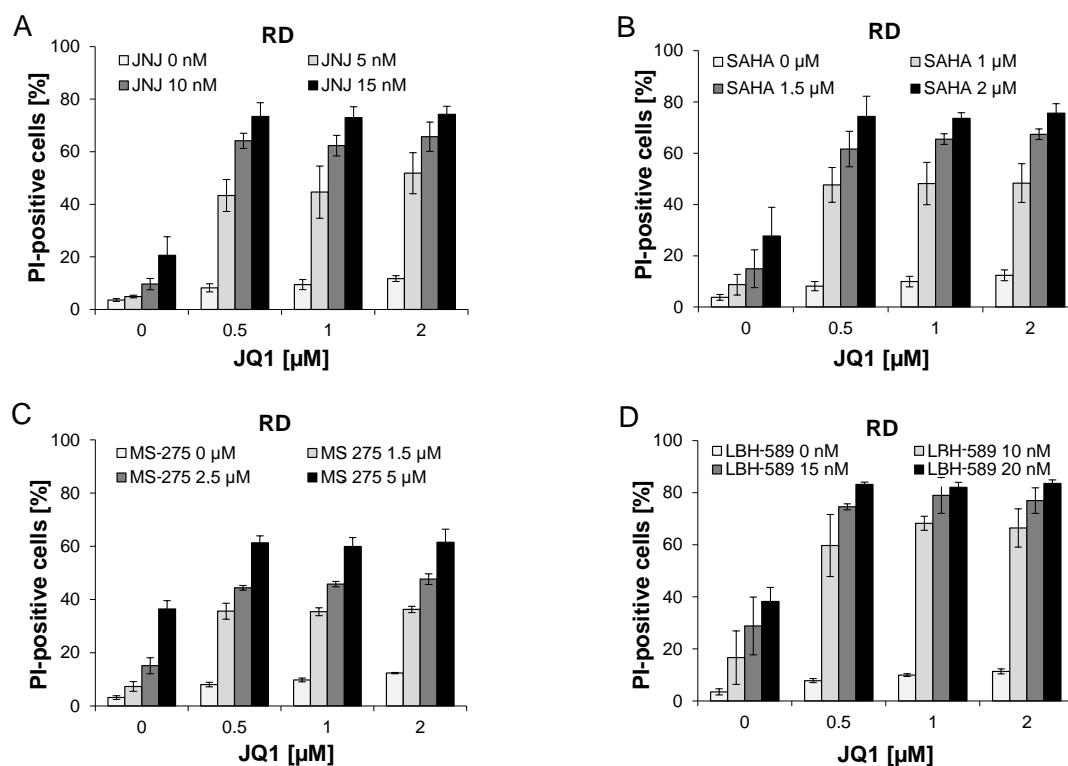 A
RD
JNJ 0 nM
JNJ 5 nM
JNJ 10 nM
JNJ 15 nM
PI-positive cells [%]
100
80
60
40
20
0
0 0.5 1 2
JQ1 [µM]
B
RD
SAHA 0 µM
SAHA 1 µM
SAHA 1.5 µM
SAHA 2 µM
PI-positive cells [%]
100
80
60
40
20
0
0 0.5 1 2
JQ1 [µM]
C
RD
MS-275 0 µM
MS 275 1.5 µM
MS-275 2.5 µM
MS 275 5 µM
PI-positive cells [%]
100
80
60
40
20
0
0 0.5 1 2
JQ1 [µM]
D
RD
LBH-589 0 nM
LBH-589 10 nM
LBH-589 15 nM
LBH-589 20 nM
PI-positive cells [%]
100
80
60
40
20
0
0 0.5 1 2
JQ1 [µM]